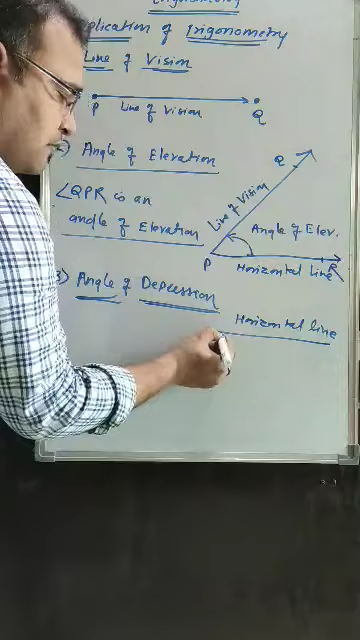 Application of Trigonometry
Line of Vision
P Line of Vision Q
2) Angle of Elevation
∠QPR is an
angle of Elevation
Q
Line of Vision
Angle of Elev.
P
Horizontal Line R
3) Angle of Depression
Horizontal line